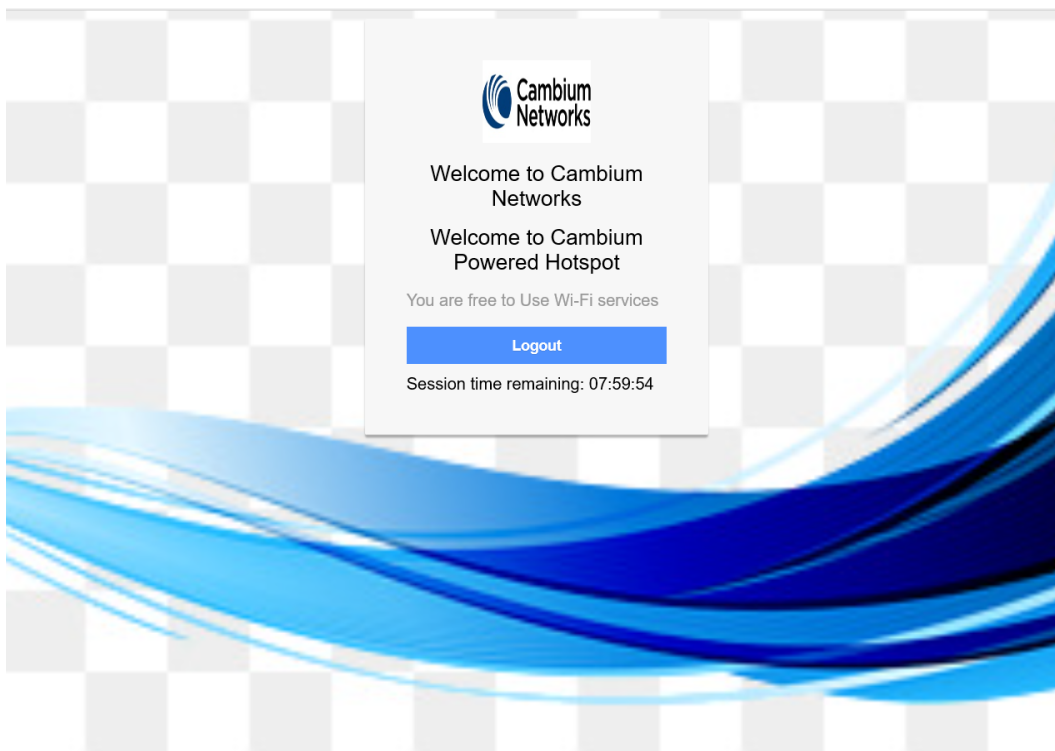 Cambium
Networks
Welcome to Cambium
Networks
Welcome to Cambium
Powered Hotspot
You are free to Use Wi-Fi services
Logout
Session time remaining: 07:59:54